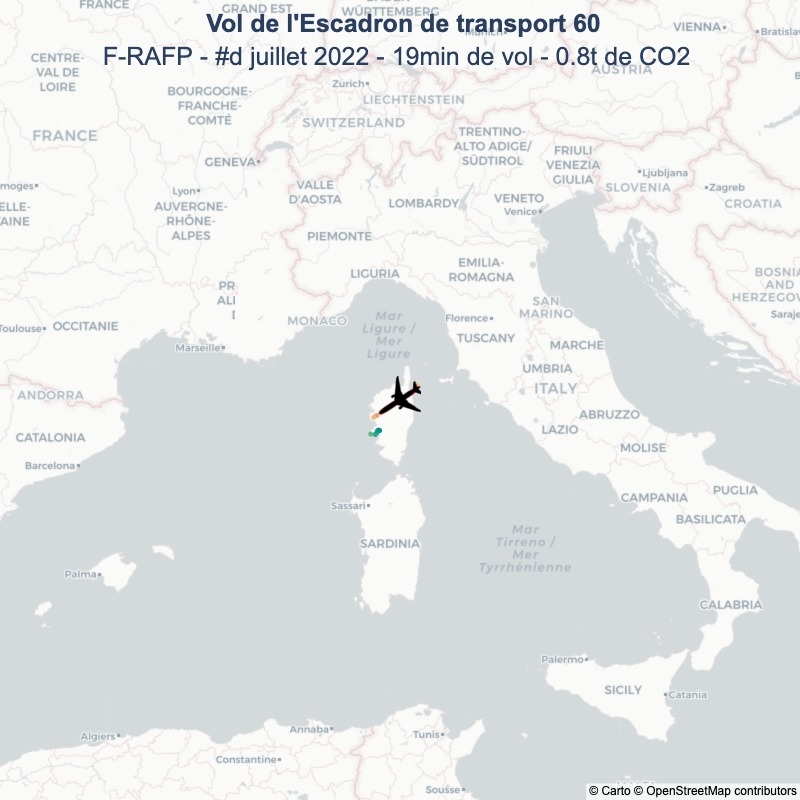 Vol de l'Escadron de transport 60
F-RAFP - #d juillet 2022 - 19min de vol - 0.8t de CO2
FRANCE
GRAND EST
WÜRTTEMBERG
Munich
VIENNA
Bratislav
CENTRE-
VAL DE
LOIRE
AUSTRIA
Zurich
LIECHTENSTEIN
BOURGOGNE-
FRANCHE-
COMTÉ
SWITZERLAND
FRANCE
TRENTINO-
ALTO ADIGE/
SÜDTIROL
FRIULI
VENEZIA
GIULIA
GENEVA
Ljubljana
SLOVENIA
Zagreb
CROATIA
moges
Lyon
VALLE
D'AOSTA
LOMBARDY
VENETO
Venice
ELLE-
AINE
AUVERGNE-
RHÔNE-
ALPES
PIEMONTE
EMILIA-
ROMAGNA
LIGURIA
BOSNIA
AND
HERZEGOV
Saraje
PR
AL
SAN
MARINO
Toulouse
OCCITANIE
MONACO
Mar
Ligure /
Mer
Ligure
Florence
TUSCANY
MARCHE
Marseille
UMBRIA
ITALY
ANDORRA
ABRUZZO
LAZIO
CATALONIA
MOLISE
Barcelona
PUGLIA
CAMPANIA
BASILICATA
Sassari
SARDINIA
Mar
Tirreno /
Mer
Tyrrhénienne
Palma
CALABRIA
Palermo
SICILY
Catania
Algiers
Annaba
Tunis
Constantine
Sousse
© Carto © OpenStreetMap contributors